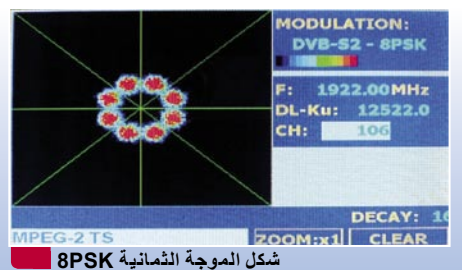 MODULATION:
DVB-S2 - 8PSK
F: 1922.00MHz
DL-Ku: 12522.0
CH: 106
DECAY: 16
MPEG-2 TS
ZOOM:x1
CLEAR
شكل الموجة الثمانية 8PSK